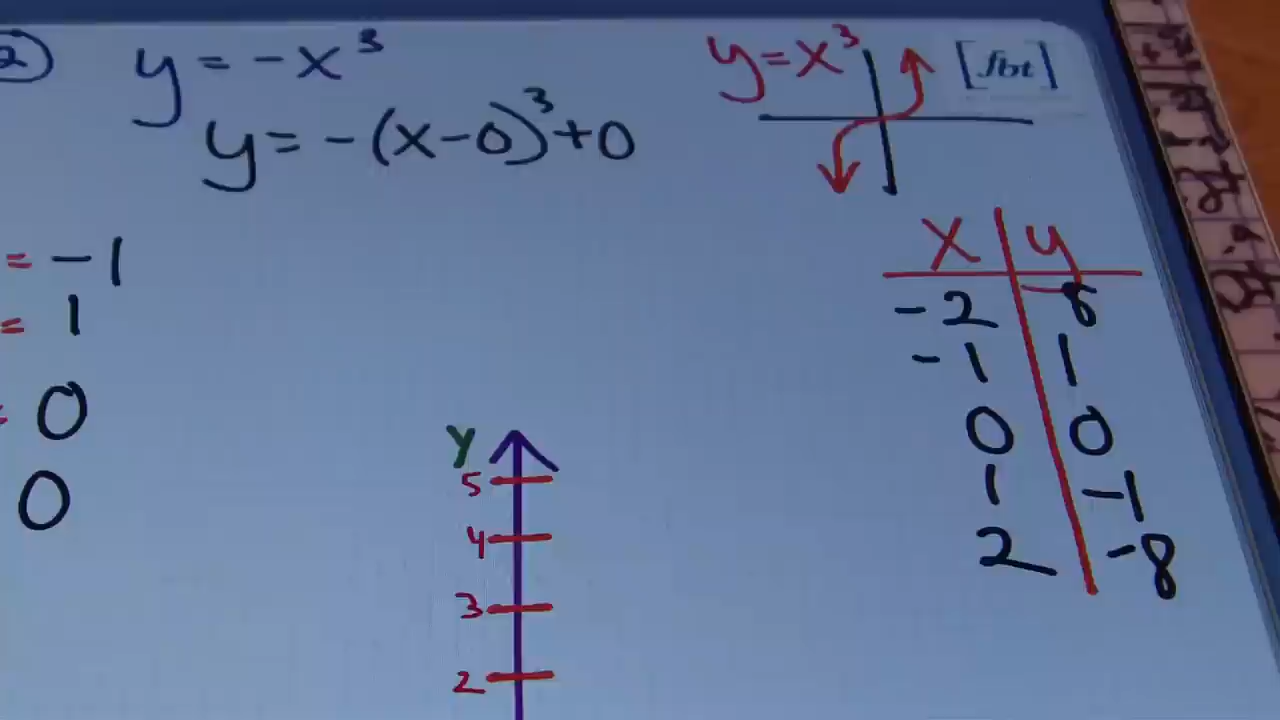 2 y = -x³
y = -(x-0)³+0
y=x³
[fbt]
= -1
= 1
= 0
0
x y
-2 8
-1 1
0 0
1 -1
2 -8
y
5
4
3
2